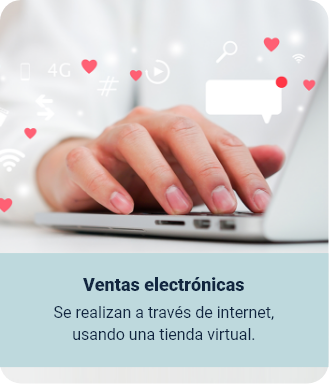 4G
#
Ventas electrónicas
Se realizan a través de internet,
usando una tienda virtual.